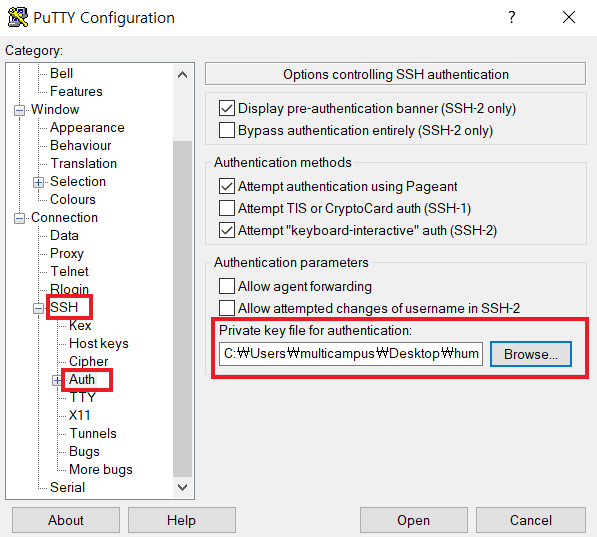 PuTTY Configuration
Category:
Bell
Features
Window
Appearance
Behaviour
Translation
Selection
Colours
Connection
Data
Proxy
Telnet
Rlogin
SSH
Kex
Host keys
Cipher
Auth
TTY
X11
Tunnels
Bugs
More bugs
Serial
Options controlling SSH authentication
Display pre-authentication banner (SSH-2 only)
Bypass authentication entirely (SSH-2 only)
Authentication methods
Attempt authentication using Pageant
Attempt TIS or CryptoCard auth (SSH-1)
Attempt "keyboard-interactive" auth (SSH-2)
Authentication parameters
Allow agent forwarding
Allow attempted changes of username in SSH-2
Private key file for authentication:
C:₩Users₩multicampus₩Desktop₩hum
Browse...
About
Help
Open
Cancel